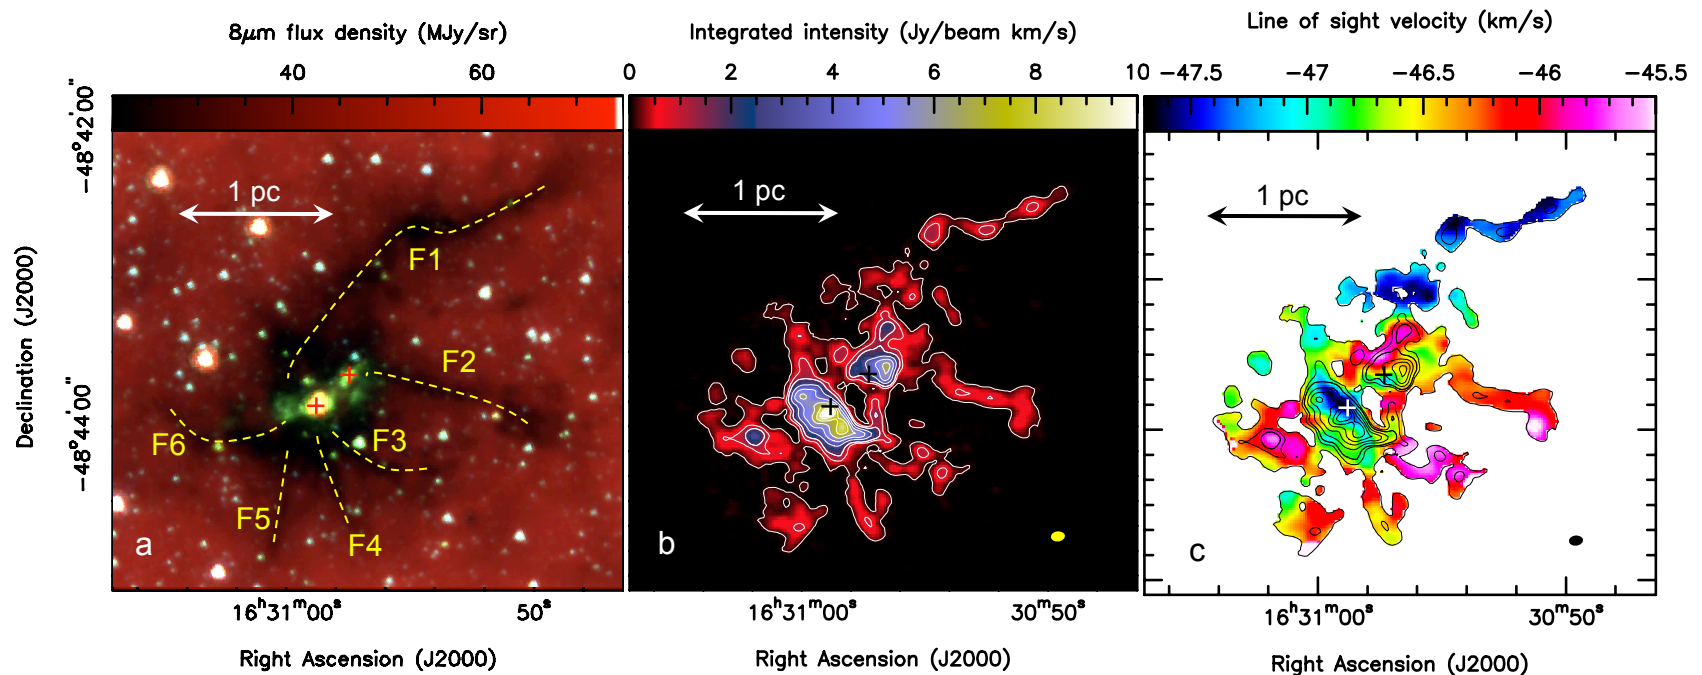 8μm flux density (MJy/sr)
40 60
Integrated intensity (Jy/beam km/s)
0 2 4 6 8 10
Line of sight velocity (km/s)
−47.5 −47 −46.5 −46 −45.5
Declination (J2000)
−48°42'00"
−48°44'00"
1 pc
F1
F2
F3
F4
F5
F6
a
16ʰ31ᵐ00ˢ 50ˢ
Right Ascension (J2000)
1 pc
b
16ʰ31ᵐ00ˢ 30ᵐ50ˢ
Right Ascension (J2000)
1 pc
c
16ʰ31ᵐ00ˢ 30ᵐ50ˢ
Right Ascension (J2000)